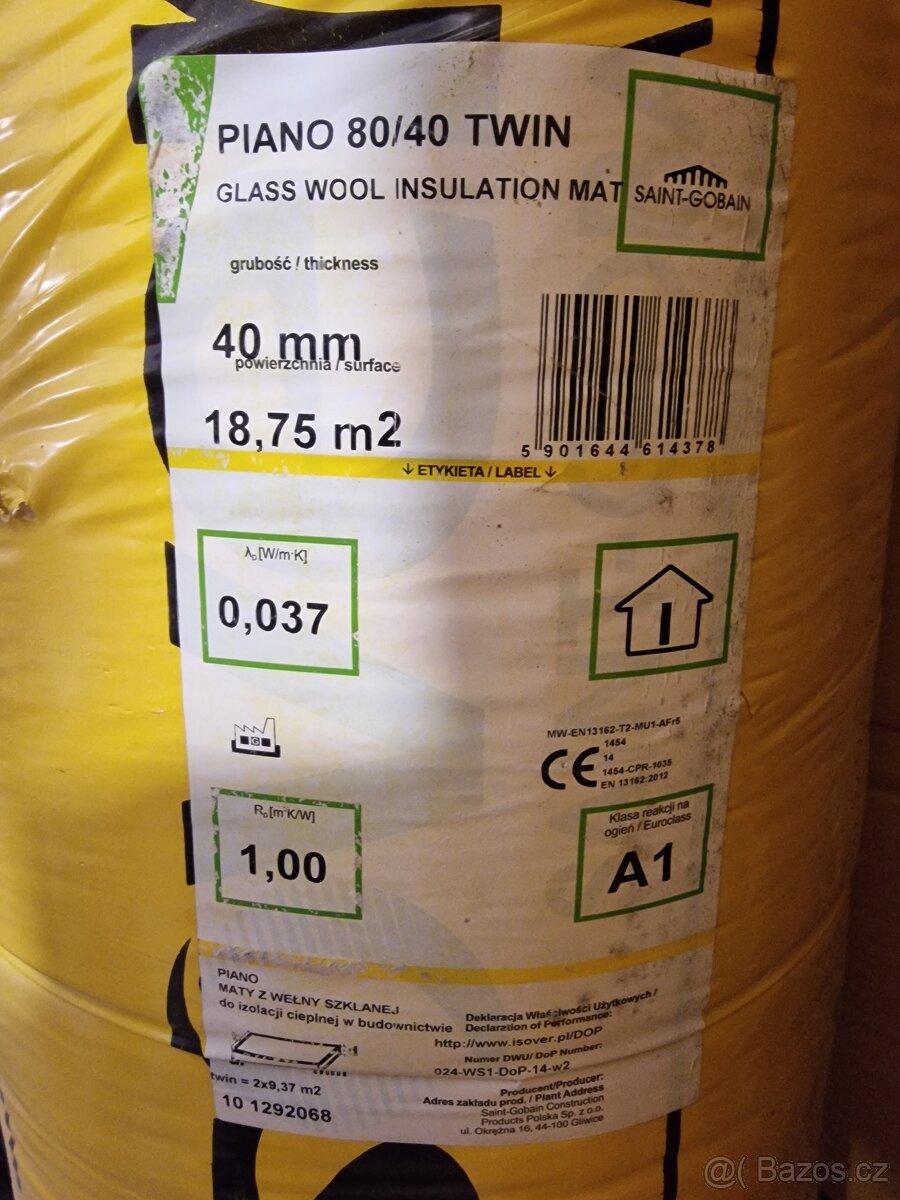 PIANO 80/40 TWIN
GLASS WOOL INSULATION MAT
SAINT-GOBAIN
grubość / thickness
40 mm
powierzchnia / surface
18,75 m2
5 901644 614378
↓ ETYKIETA / LABEL ↓
λD [W/m·K]
0,037
I
G
MW-EN13162-T2-MU1-AFr5
CE
1454
14
1454-CPR-1035
EN 13162:2012
RD [m²K/W]
1,00
Klasa reakcji na
ogień / Euroclass
A1
PIANO
MATY Z WEŁNY SZKLANEJ
do izolacji cieplnej w budownictwie
twin = 2x9,37 m2
10 1292068
Deklaracja Właściwości Użytkowych /
Declaration of Performance:
http://www.isover.pl/DOP
Numer DWU/ DoP Number:
024-WS1-DoP-14-w2
Producent/Producer:
Adres zakładu prod. / Plant Address
Saint-Gobain Construction
Products Polska Sp. z o.o.
ul. Okrężna 16, 44-100 Gliwice
@( Bazos.cz